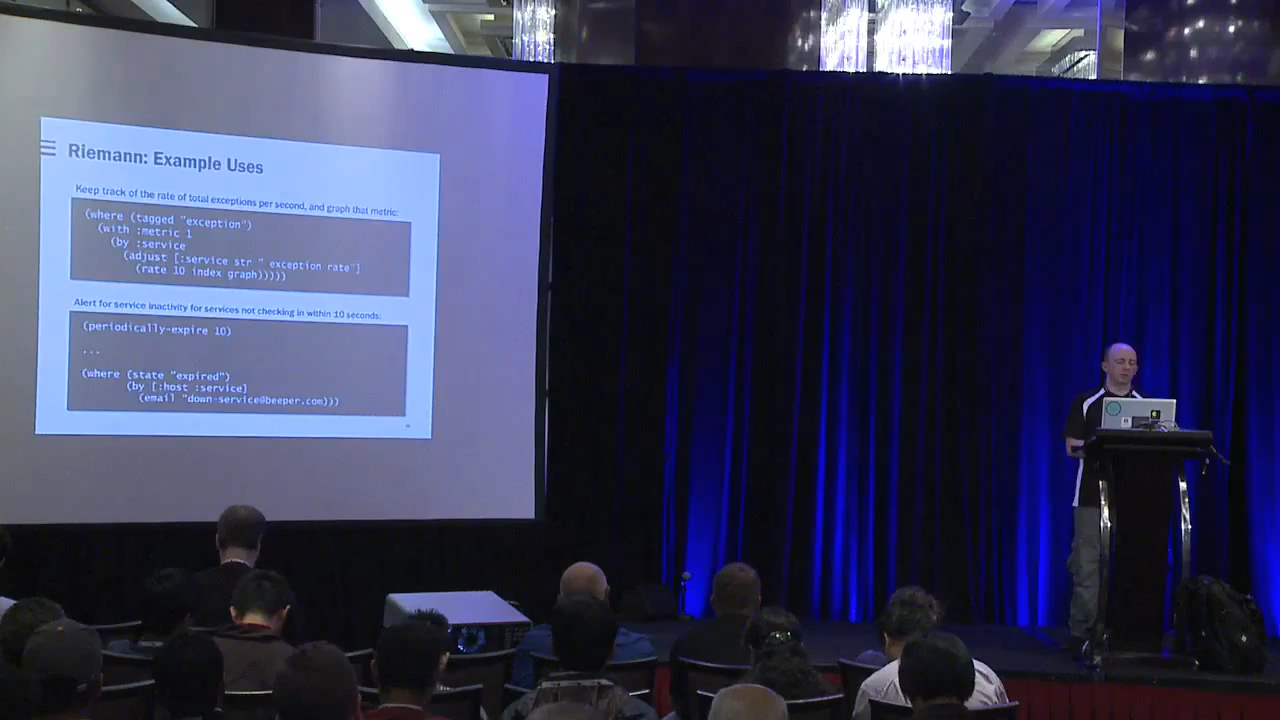 Riemann: Example Uses
Keep track of the rate of total exceptions per second, and graph that metric:
(where (tagged "exception")
(with :metric 1
(by :service
(adjust [:service str " exception rate"]
(rate 10 index graph)))))
Alert for service inactivity for services not checking in within 10 seconds:
(periodically-expire 10)
...
(where (state "expired")
(by [:host :service]
(email "down-service@beeper.com)))